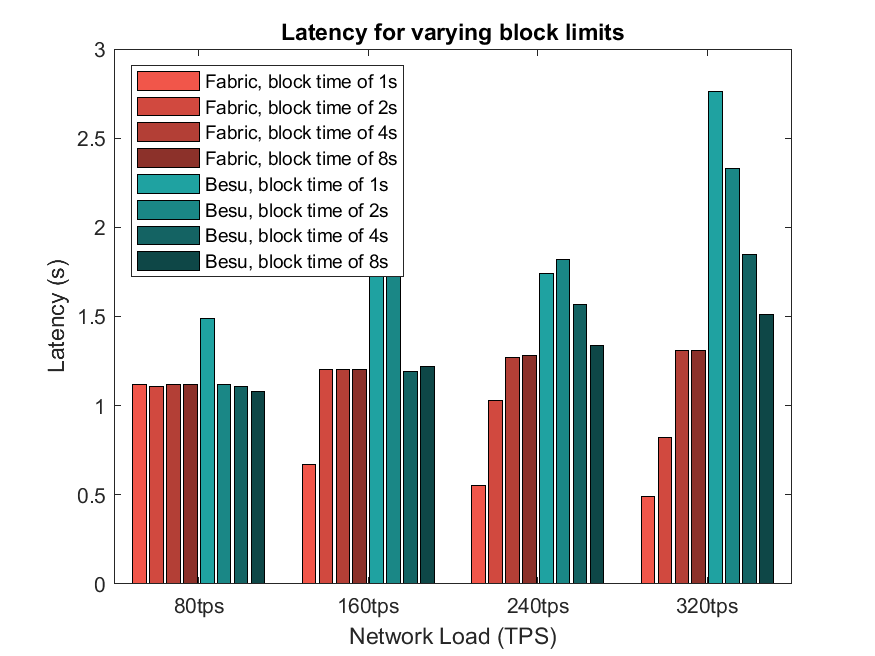 Latency for varying block limits
3
2.5
2
1.5
1
0.5
0
Latency (s)
Fabric, block time of 1s
Fabric, block time of 2s
Fabric, block time of 4s
Fabric, block time of 8s
Besu, block time of 1s
Besu, block time of 2s
Besu, block time of 4s
Besu, block time of 8s
80tps
160tps
240tps
320tps
Network Load (TPS)